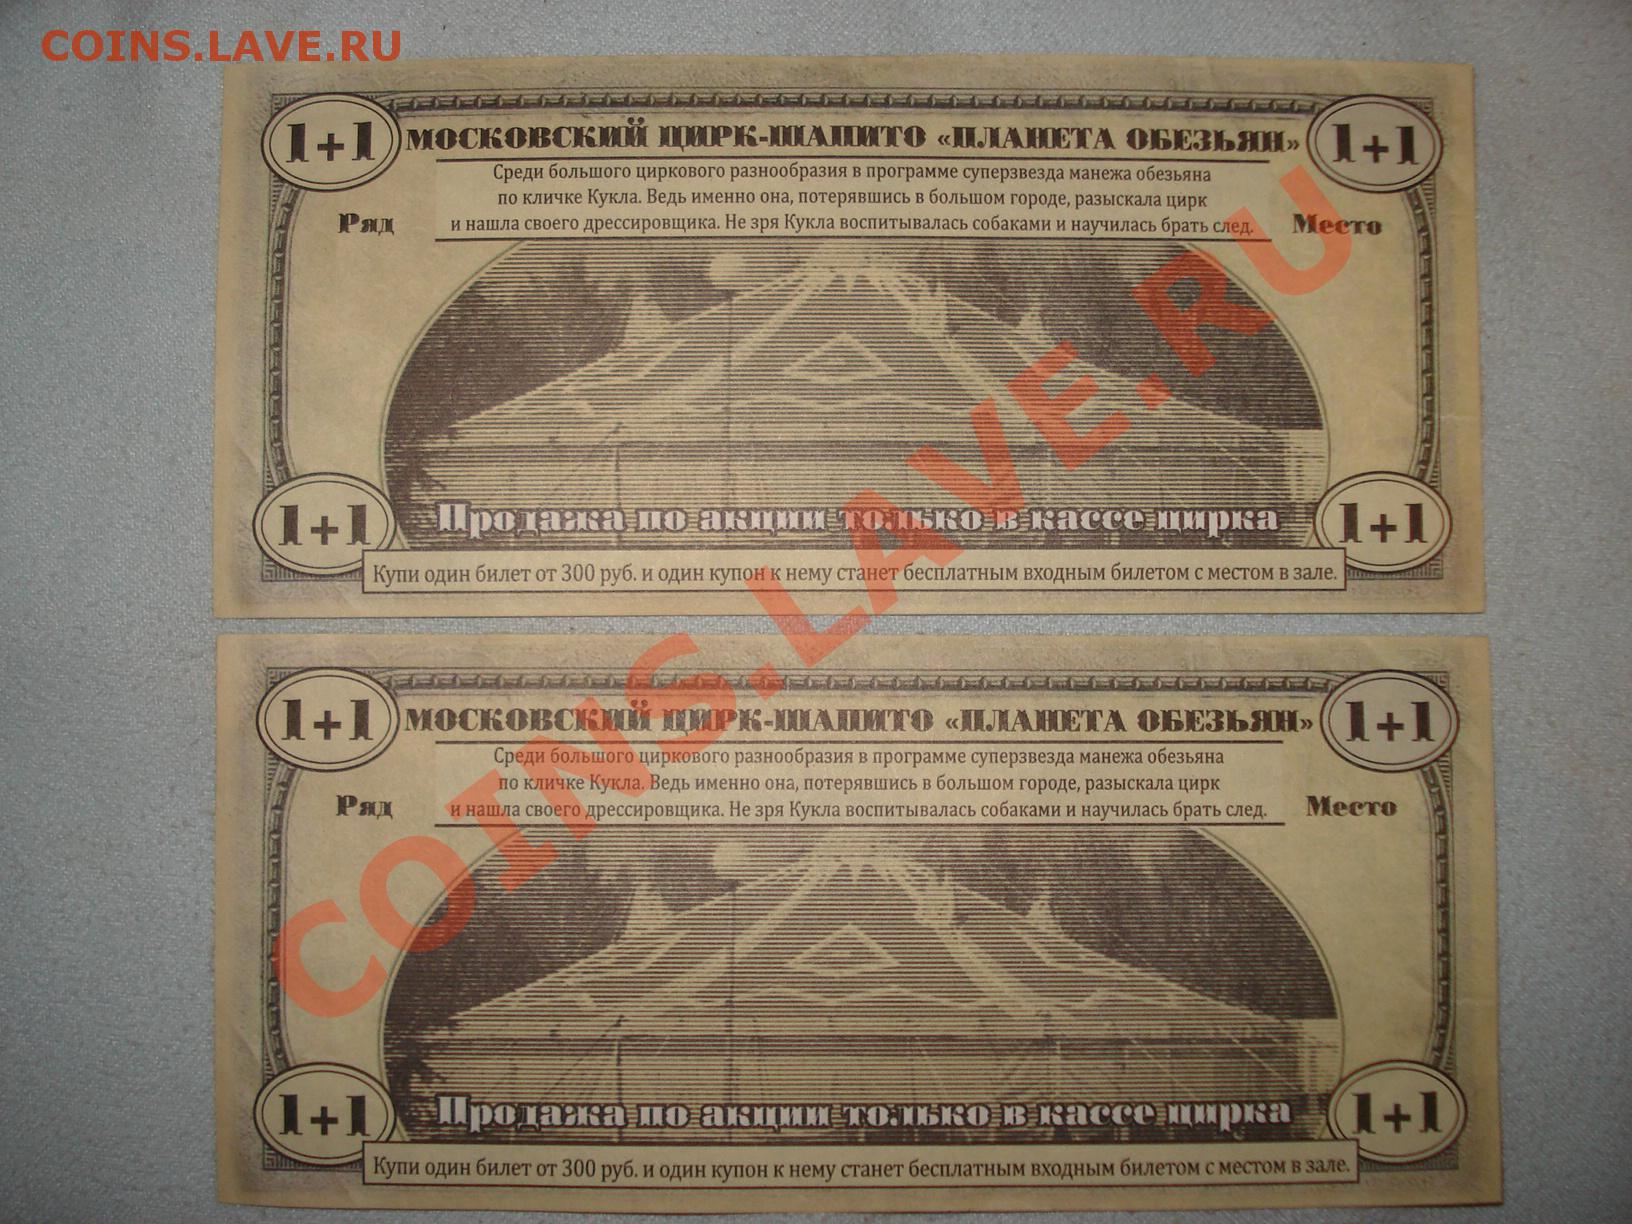 COINS.LAVE.RU
1+1 МОСКОВСКИЙ ЦИРК-ШАПИТО «ПЛАНЕТА ОБЕЗЬЯН» 1+1
Среди большого циркового разнообразия в программе суперзвезда манежа обезьяна
по кличке Кукла. Ведь именно она, потерявшись в большом городе, разыскала цирк
и нашла своего дрессировщика. Не зря Кукла воспитывалась собаками и научилась брать след.
Ряд
Место
1+1 Продажа по акции только в кассе цирка 1+1
Купи один билет от 300 руб. и один купон к нему станет бесплатным входным билетом с местом в зале.
1+1 МОСКОВСКИЙ ЦИРК-ШАПИТО «ПЛАНЕТА ОБЕЗЬЯН» 1+1
Среди большого циркового разнообразия в программе суперзвезда манежа обезьяна
по кличке Кукла. Ведь именно она, потерявшись в большом городе, разыскала цирк
и нашла своего дрессировщика. Не зря Кукла воспитывалась собаками и научилась брать след.
Ряд
Место
1+1 Продажа по акции только в кассе цирка 1+1
Купи один билет от 300 руб. и один купон к нему станет бесплатным входным билетом с местом в зале.
COINS.LAVE.RU